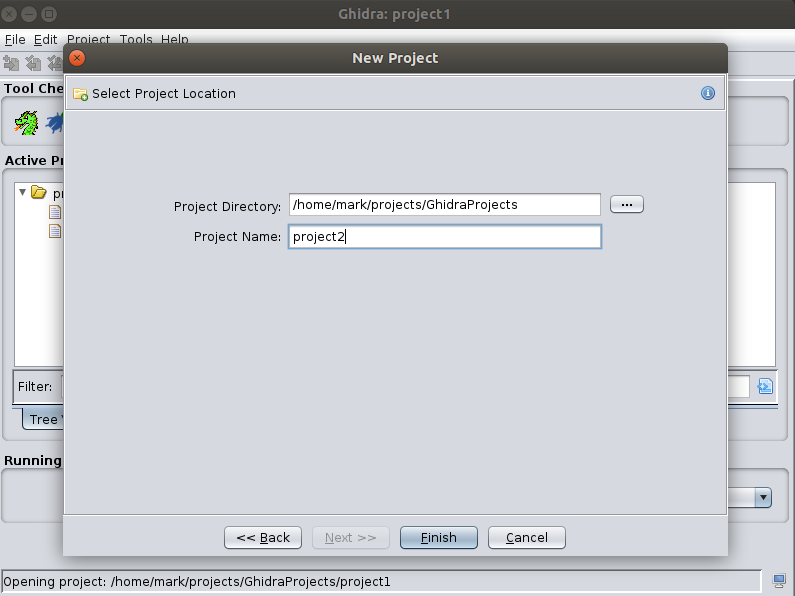 Ghidra: project1
File Edit Project Tools Help
New Project
Tool Che
Select Project Location
Active Pr
Project Directory: /home/mark/projects/GhidraProjects ...
Project Name: project2
Filter:
Tree
Running
<< Back Next >> Finish Cancel
Opening project: /home/mark/projects/GhidraProjects/project1